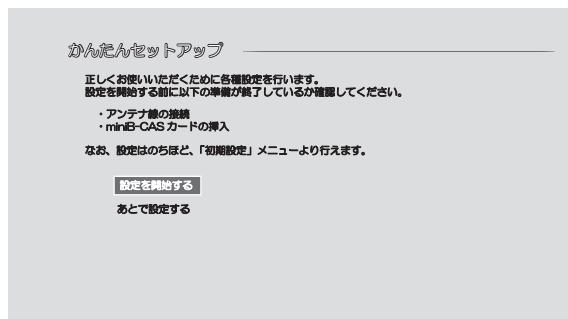 かんたんセットアップ
正しくお使いいただくために各種設定を行います。
設定を開始する前に以下の準備が終了しているか確認してください。
・アンテナ線の接続
・miniB-CAS カードの挿入
なお、設定はのちほど、「初期設定」メニューより行えます。
設定を開始する
あとで設定する